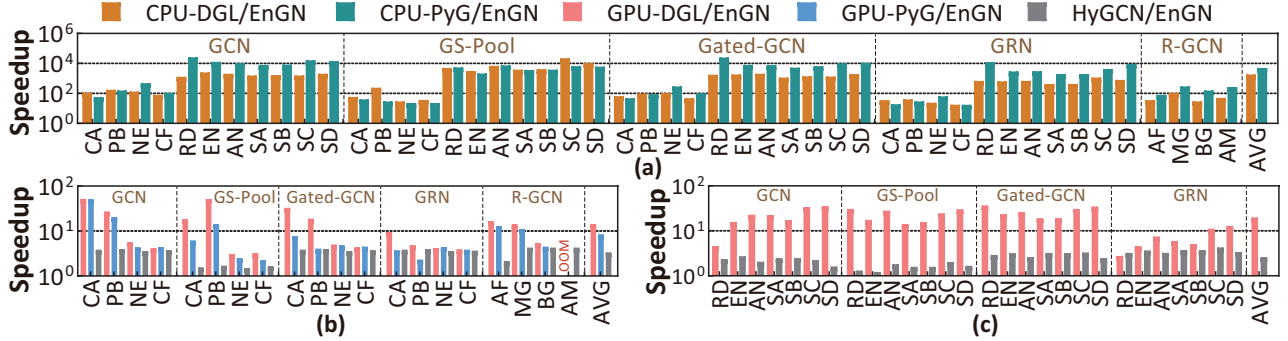 CPU-DGL/EnGN CPU-PyG/EnGN GPU-DGL/EnGN GPU-PyG/EnGN HyGCN/EnGN
Speedup
10^6
10^4
10^2
10^0
GCN GS-Pool Gated-GCN GRN R-GCN
CA PB NE CF RD EN AN SA SB SC SD CA PB NE CF RD EN AN SA SB SC SD CA PB NE CF RD EN AN SA SB SC SD CA PB NE CF RD EN AN SA SB SC SD AF MG BG AM AVG
(a)
Speedup
10^2
10^1
10^0
GCN GS-Pool Gated-GCN GRN R-GCN
OOM
CA PB NE CF CA PB NE CF CA PB NE CF CA PB NE CF AF MG BG AM AVG
(b)
Speedup
10^2
10^1
10^0
GCN GS-Pool Gated-GCN GRN
RD EN AN SA SB SC SD RD EN AN SA SB SC SD RD EN AN SA SB SC SD RD EN AN SA SB SC SD AVG
(c)